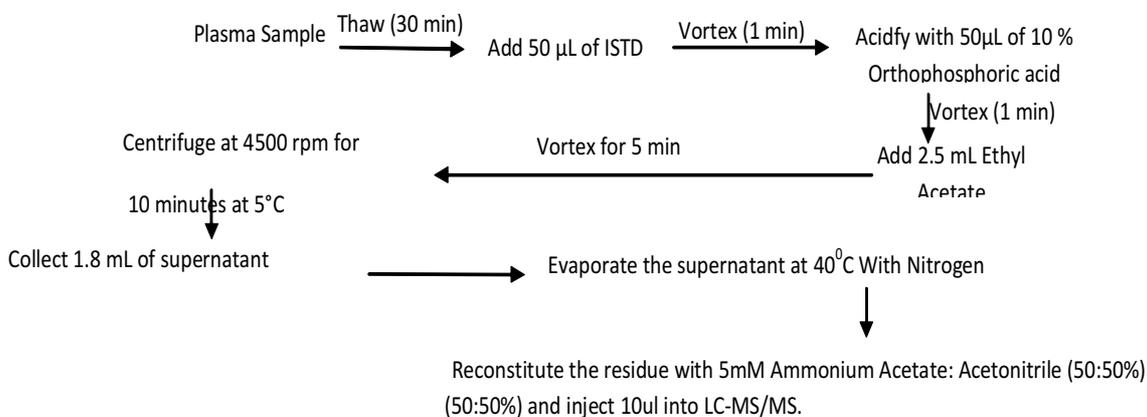 Plasma Sample
Thaw (30 min)
Add 50 µL of ISTD
Vortex (1 min)
Acidfy with 50µL of 10 %
Orthophosphoric acid
Vortex (1 min)
Add 2.5 mL Ethyl
Acetate
Vortex for 5 min
Centrifuge at 4500 rpm for
10 minutes at 5°C
Collect 1.8 mL of supernatant
Evaporate the supernatant at 40⁰C With Nitrogen
Reconstitute the residue with 5mM Ammonium Acetate: Acetonitrile (50:50%)
(50:50%) and inject 10ul into LC-MS/MS.